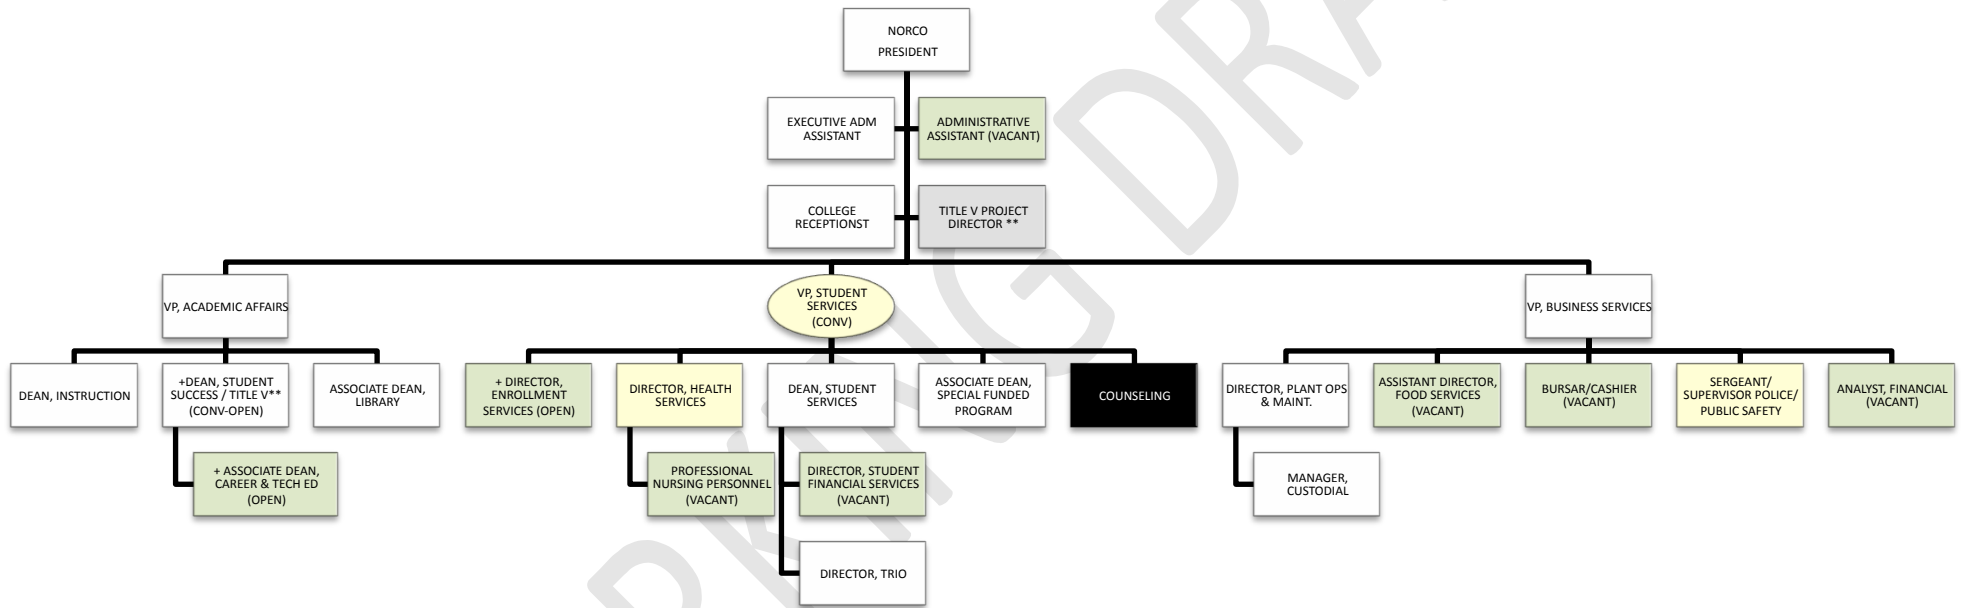 NORCO
PRESIDENT
EXECUTIVE ADM
ASSISTANT
ADMINISTRATIVE
ASSISTANT (VACANT)
COLLEGE
RECEPTIONST
TITLE V PROJECT
DIRECTOR **
VP, ACADEMIC AFFAIRS
VP, STUDENT
SERVICES
(CONV)
VP, BUSINESS SERVICES
DEAN, INSTRUCTION
+DEAN, STUDENT
SUCCESS / TITLE V**
(CONV-OPEN)
ASSOCIATE DEAN,
LIBRARY
+ DIRECTOR,
ENROLLMENT
SERVICES (OPEN)
DIRECTOR, HEALTH
SERVICES
DEAN, STUDENT
SERVICES
ASSOCIATE DEAN,
SPECIAL FUNDED
PROGRAM
COUNSELING
DIRECTOR, PLANT OPS
& MAINT.
ASSISTANT DIRECTOR,
FOOD SERVICES
(VACANT)
BURSAR/CASHIER
(VACANT)
SERGEANT/
SUPERVISOR POLICE/
PUBLIC SAFETY
ANALYST, FINANCIAL
(VACANT)
+ ASSOCIATE DEAN,
CAREER & TECH ED
(OPEN)
PROFESSIONAL
NURSING PERSONNEL
(VACANT)
DIRECTOR, STUDENT
FINANCIAL SERVICES
(VACANT)
MANAGER,
CUSTODIAL
DIRECTOR, TRIO
RKING DRA